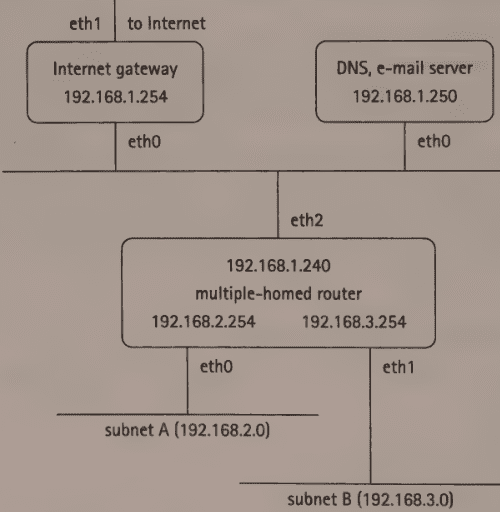 eth1 to Internet
Internet gateway
192.168.1.254
DNS, e-mail server
192.168.1.250
eth0
eth0
eth2
192.168.1.240
multiple-homed router
192.168.2.254 192.168.3.254
eth0
eth1
subnet A (192.168.2.0)
subnet B (192.168.3.0)